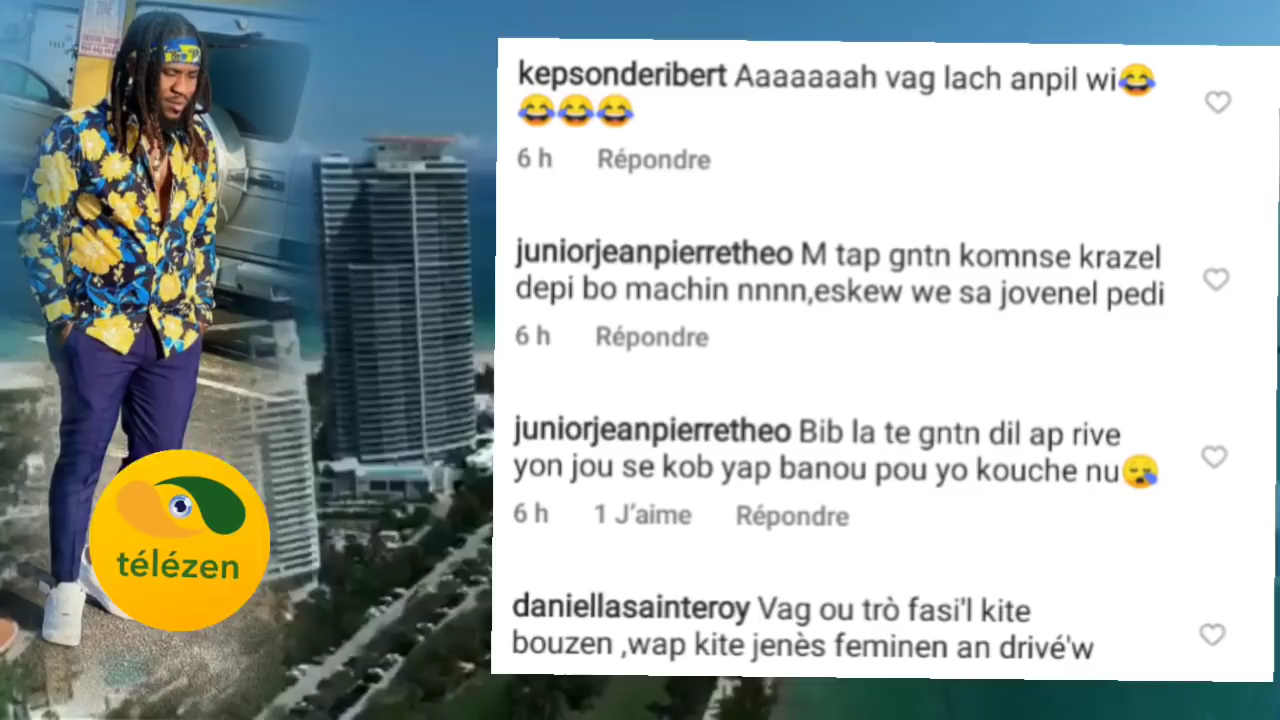 kepsonderibert Aaaaaaah vag lach anpil wi😂
😂😂😂
6 h Répondre
juniorjeanpierretheo M tap gntn komnse krazel
depi bo machin nnnn,eskew we sa jovenel pedi
6 h Répondre
juniorjeanpierretheo Bib la te gntn dil ap rive
yon jou se kob yap banou pou yo kouche nu😪
6 h 1 J'aime Répondre
daniellasainteroy Vag ou trò fasi'l kite
bouzen ,wap kite jenès feminen an drivé'w
télézen